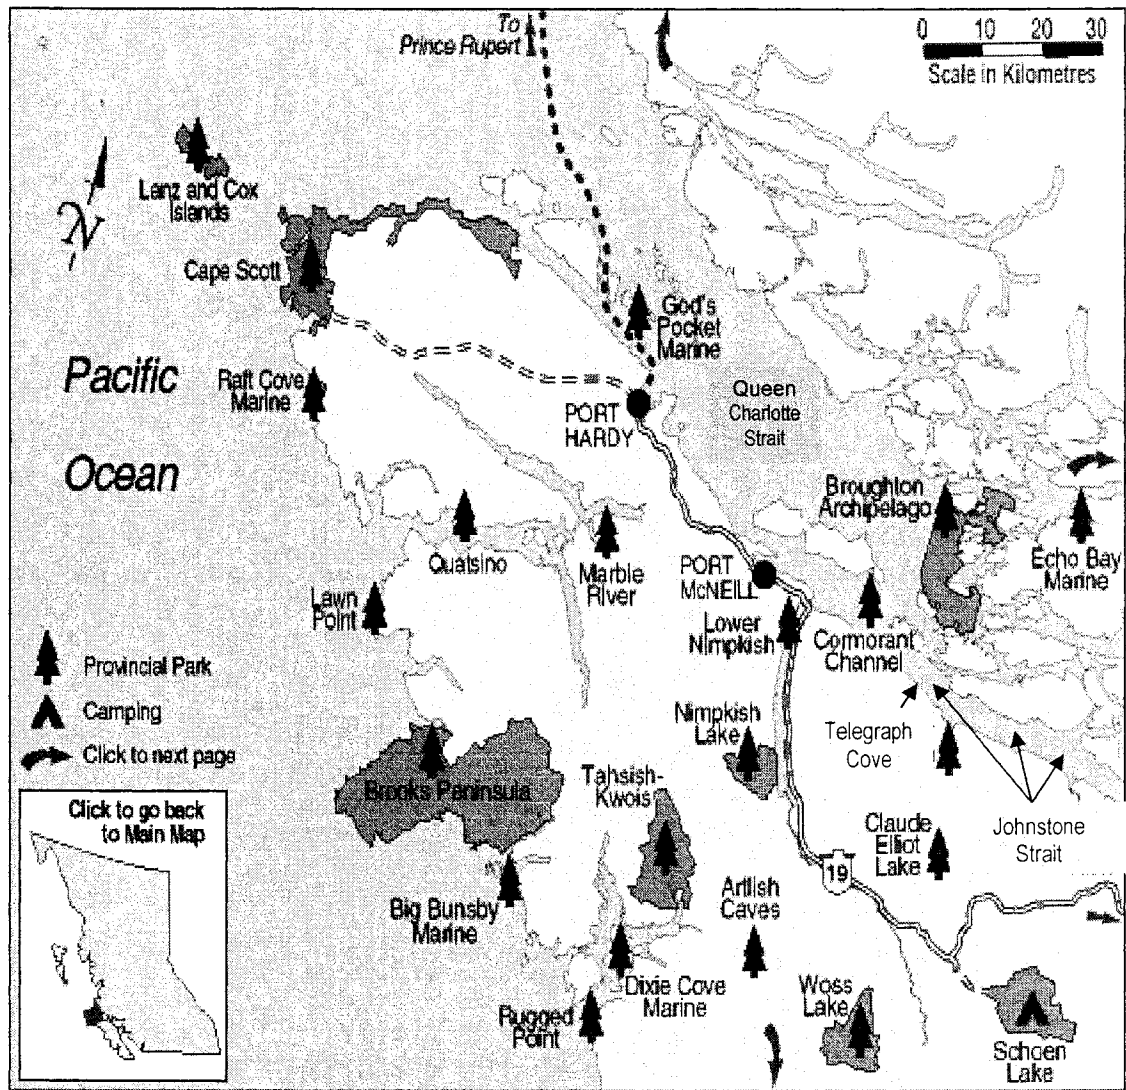 To
Prince Rupert
0 10 20 30
Scale in Kilometres
N
Lanz and Cox
Islands
Cape Scott
God's
Pocket
Marine
Pacific
Ocean
Raft Cove
Marine
PORT
HARDY
Queen
Charlotte
Strait
Broughton
Archipelago
Echo Bay
Marine
Quatsino
Marble
River
PORT
McNEILL
Lawn
Point
Lower
Nimpkish
Cormorant
Channel
Provincial Park
Camping
Click to next page
Nimpkish
Lake
Telegraph
Cove
Brooks Peninsula
Tahsish-
Kwois
Johnstone
Strait
Claude
Elliot
Lake
19
Click to go back
to Main Map
Big Bunsby
Marine
Artlish
Caves
Dixie Cove
Marine
Woss
Lake
Rugged
Point
Schoen
Lake